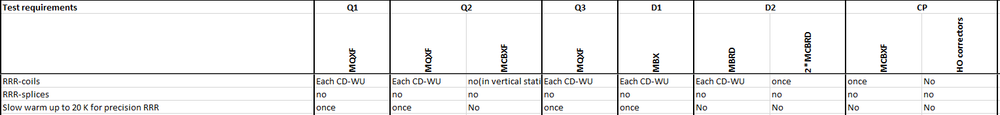 Test requirements Q1 Q2 Q3 D1 D2 CP
MQXF MQXF MCBXF MQXF MBX MBRD 2*MCBRD MCBXF HO correctors
RRR-coils Each CD-WU Each CD-WU no(in vertical stati Each CD-WU Each CD-WU Each CD-WU once once No
RRR-splices no no no no no no no no no
Slow warm up to 20 K for precision RRR once once No once once No No No No